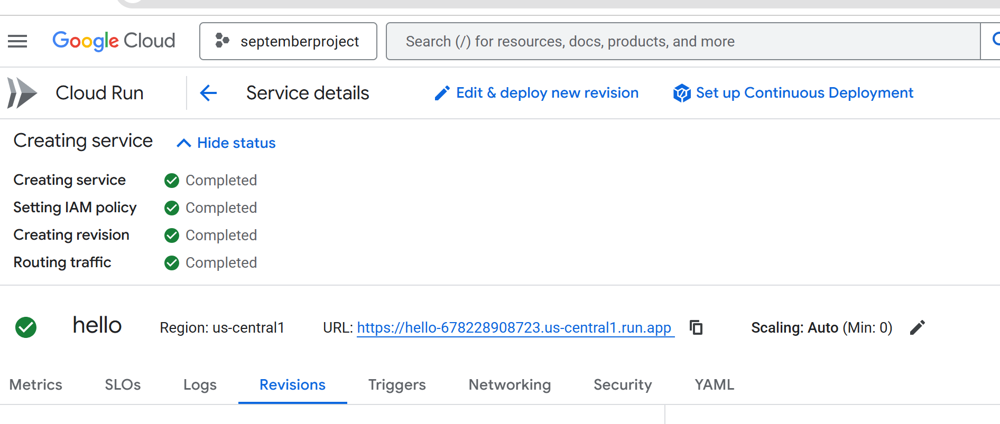 Google Cloud septemberproject Search (/) for resources, docs, products, and more
Cloud Run Service details Edit & deploy new revision Set up Continuous Deployment
Creating service Hide status
Creating service Completed
Setting IAM policy Completed
Creating revision Completed
Routing traffic Completed
hello Region: us-central1 URL: https://hello-678228908723.us-central1.run.app Scaling: Auto (Min: 0)
Metrics SLOs Logs Revisions Triggers Networking Security YAML